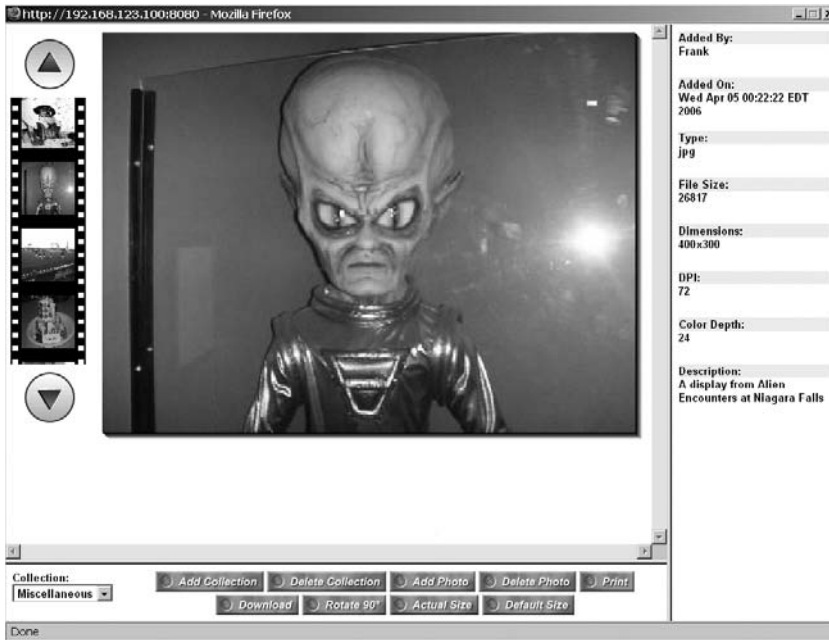 http://192.168.123.100:8080 - Mozilla Firefox
Added By:
Frank
Added On:
Wed Apr 05 00:22:22 EDT
2006
Type:
jpg
File Size:
26817
Dimensions:
400x300
DPI:
72
Color Depth:
24
Description:
A display from Alien
Encounters at Niagara Falls
Collection:
Miscellaneous
Add Collection
Delete Collection
Add Photo
Delete Photo
Print
Download
Rotate 90°
Actual Size
Default Size
Done